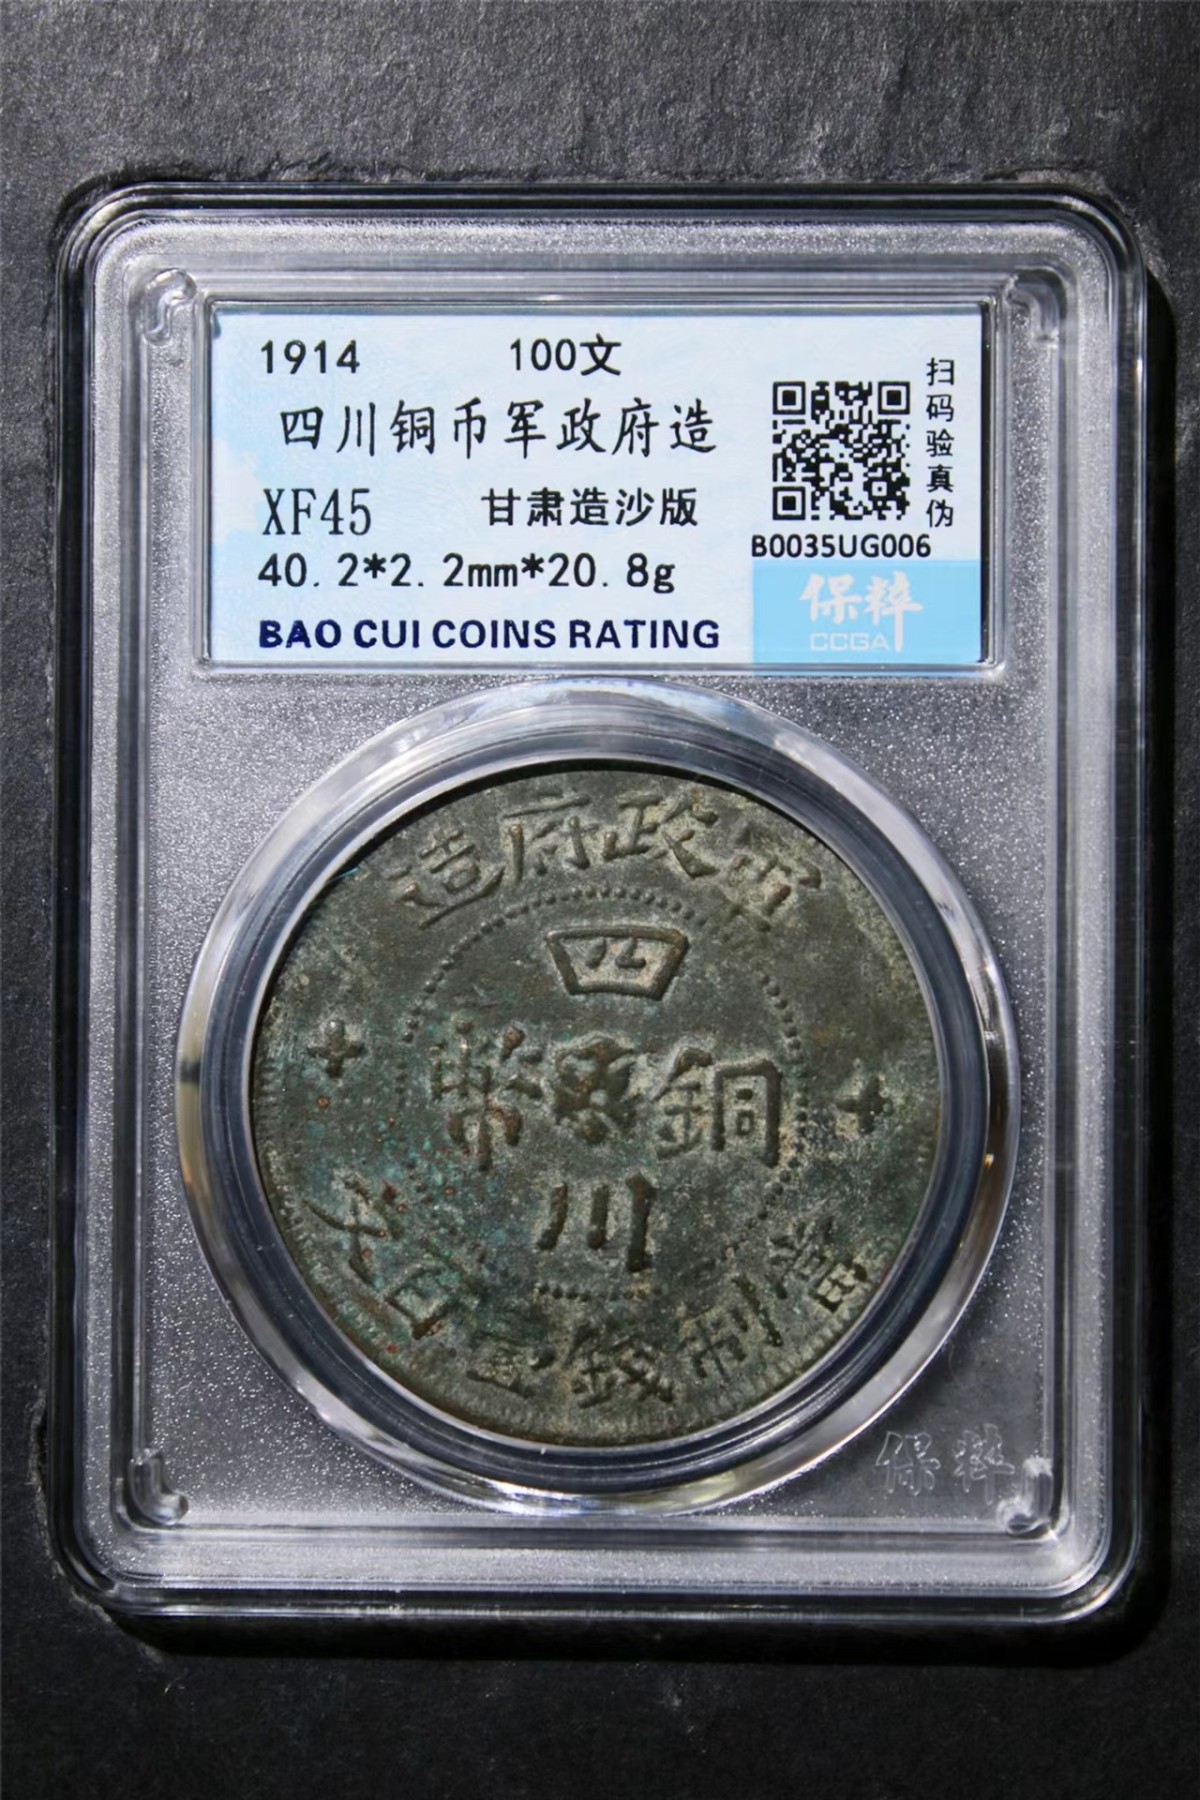 1914 100文
四川铜币军政府造
XF45 甘肃造沙版
40.2*2.2mm*20.8g
BAO CUI COINS RATING
扫码验真伪
B0035UG006
保粹
CCGA
軍政府造
四
川
銅幣
當制錢壹百文
保粹